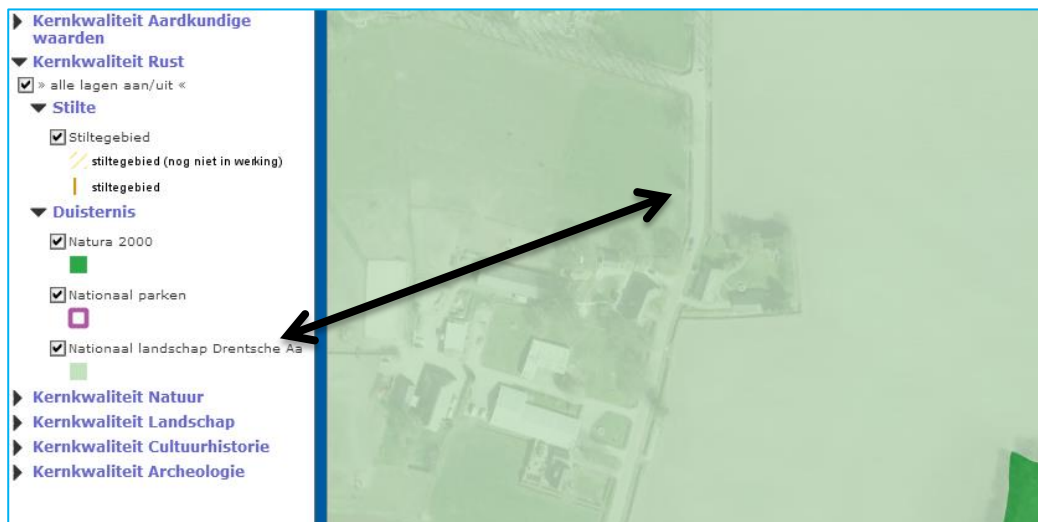 Kernkwaliteit Aardkundige
waarden
Kernkwaliteit Rust
» alle lagen aan/uit «
Stilte
Stiltegebied
stiltegebied (nog niet in werking)
stiltegebied
Duisternis
Natura 2000
Nationaal parken
Nationaal landschap Drentsche Aa
Kernkwaliteit Natuur
Kernkwaliteit Landschap
Kernkwaliteit Cultuurhistorie
Kernkwaliteit Archeologie